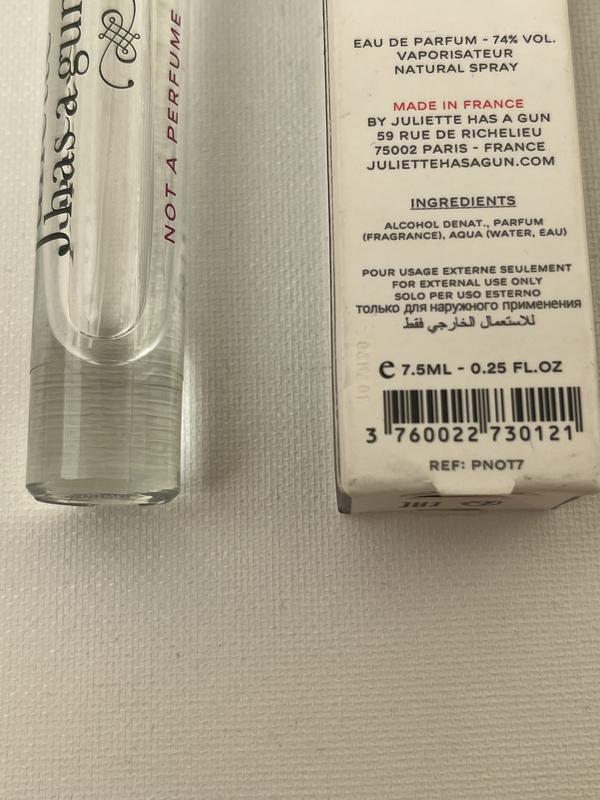 J.has a gun
NOT A PERFUME
EAU DE PARFUM - 74% VOL.
VAPORISATEUR
NATURAL SPRAY
MADE IN FRANCE
BY JULIETTE HAS A GUN
59 RUE DE RICHELIEU
75002 PARIS - FRANCE
JULIETTEHASAGUN.COM
INGREDIENTS
ALCOHOL DENAT., PARFUM
(FRAGRANCE), AQUA (WATER, EAU)
POUR USAGE EXTERNE SEULEMENT
FOR EXTERNAL USE ONLY
SOLO PER USO ESTERNO
только для наружного применения
للاستعمال الخارجي فقط
e 7.5ML - 0.25 FL.OZ
3 760022 730121
REF: PNOT7
EAC